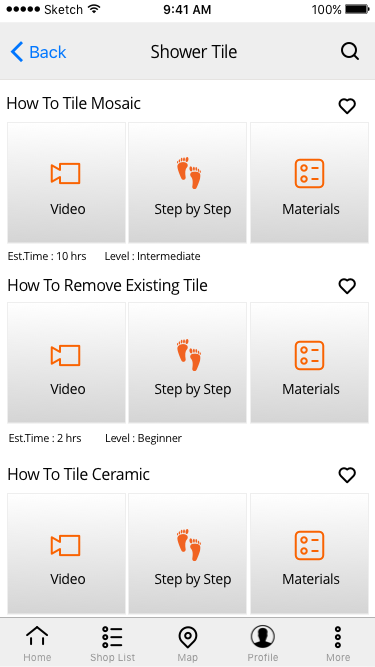 Sketch 9:41 AM 100%
Back Shower Tile
How To Tile Mosaic
Video Step by Step Materials
Est.Time : 10 hrs Level : Intermediate
How To Remove Existing Tile
Video Step by Step Materials
Est.Time : 2 hrs Level : Beginner
How To Tile Ceramic
Video Step by Step Materials
Home Shop List Map Profile More